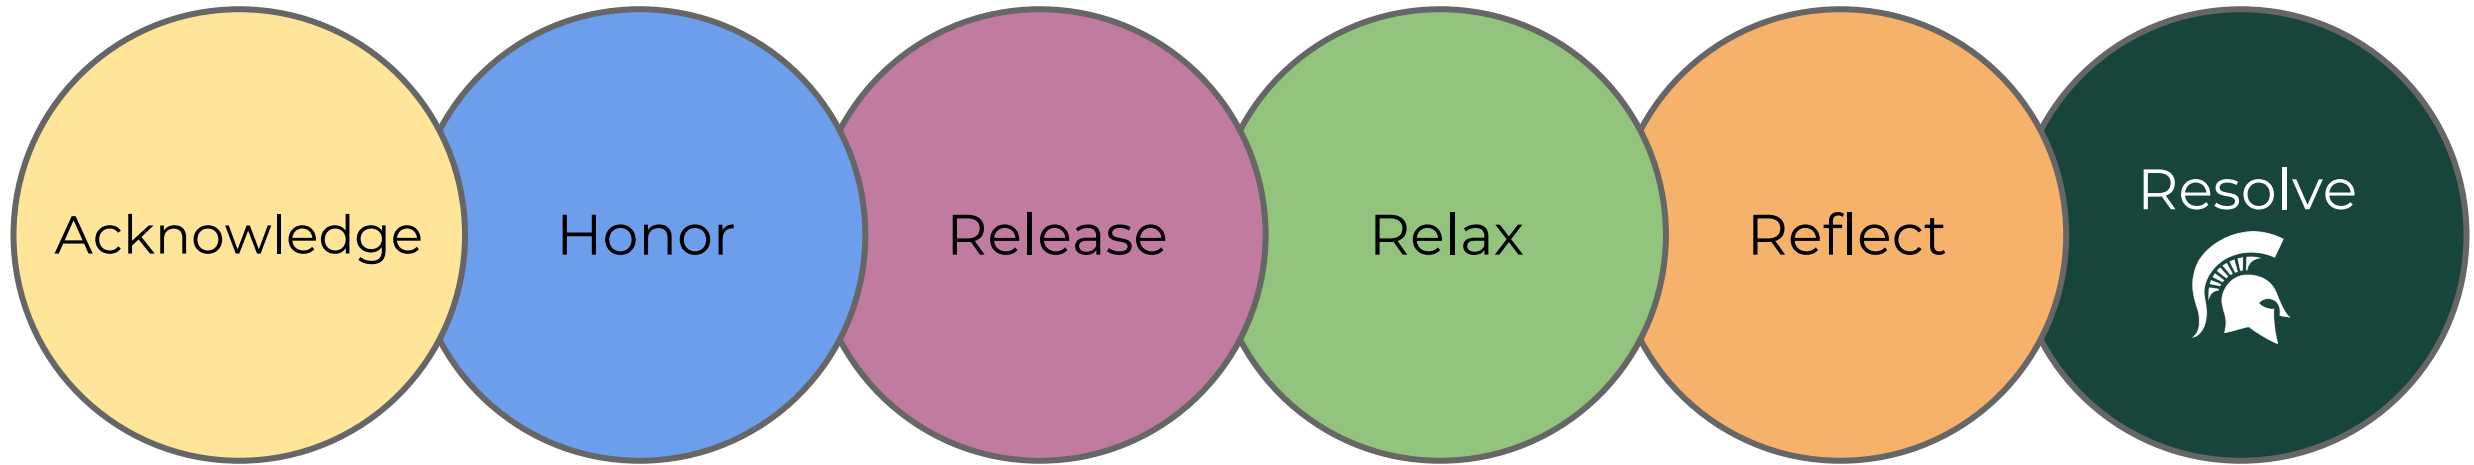 Acknowledge
Honor
Release
Relax
Reflect
Resolve